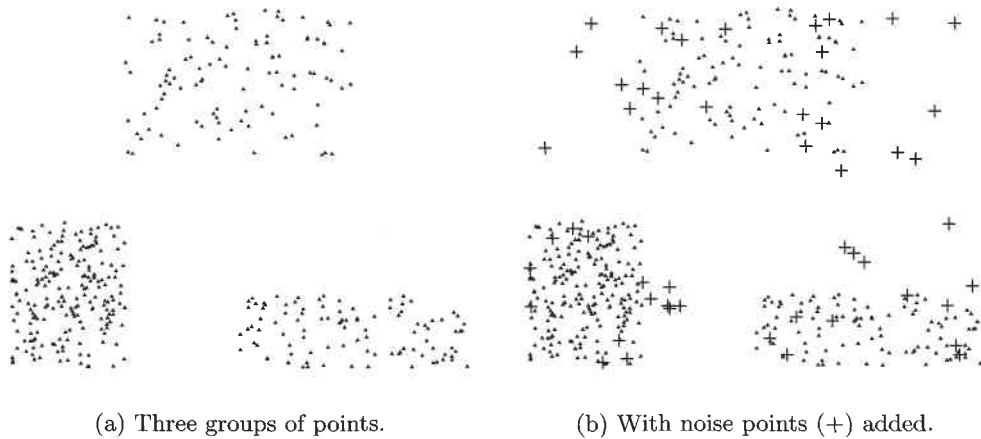 (a) Three groups of points.
(b) With noise points (+) added.